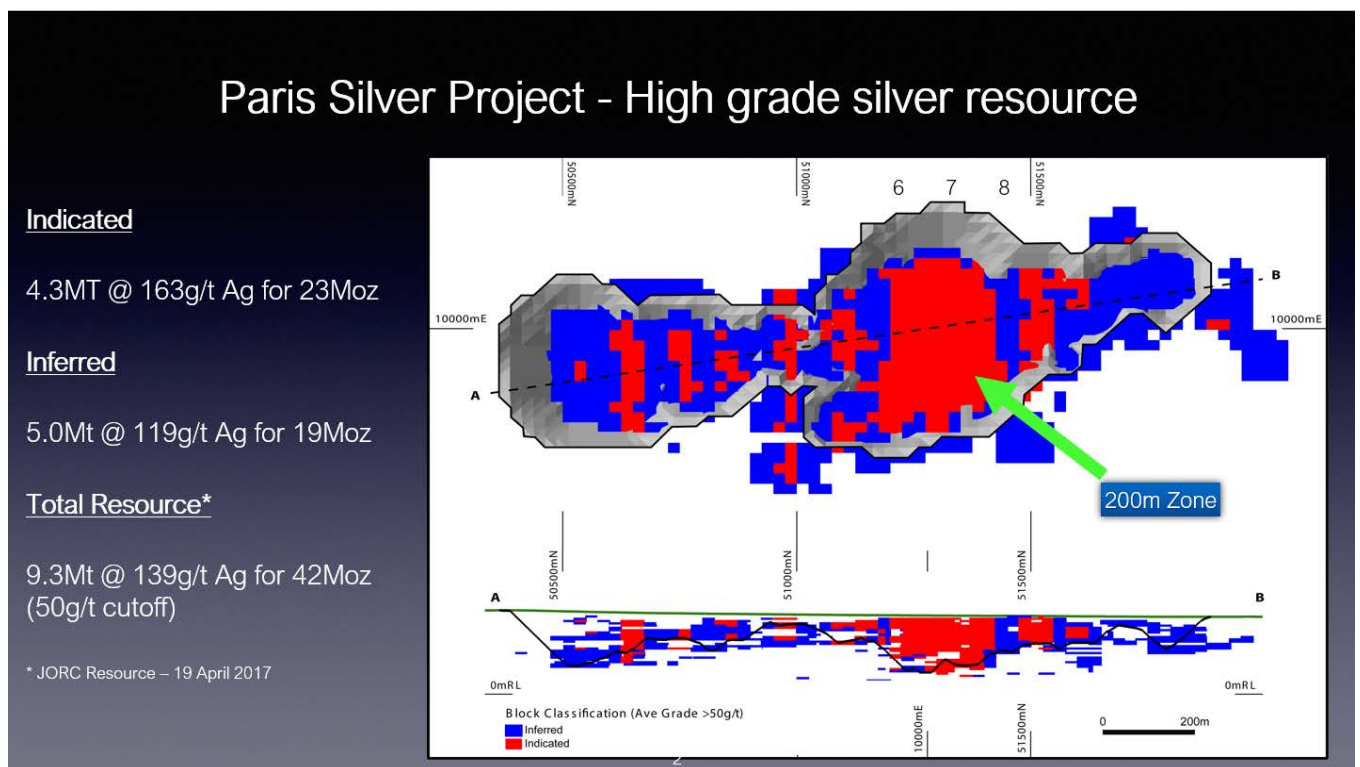 Paris Silver Project - High grade silver resource
Indicated
4.3MT @ 163g/t Ag for 23Moz
Inferred
5.0Mt @ 119g/t Ag for 19Moz
Total Resource*
9.3Mt @ 139g/t Ag for 42Moz
(50g/t cutoff)
* JORC Resource – 19 April 2017
50500mN
51000mN
51500mN
6 7 8
10000mE
10000mE
A
B
200m Zone
50500mN
51000mN
51500mN
A
B
0mRL
0mRL
Block Classification (Ave Grade >50g/t)
Inferred
Indicated
10000mE
51500mN
0 200m
2